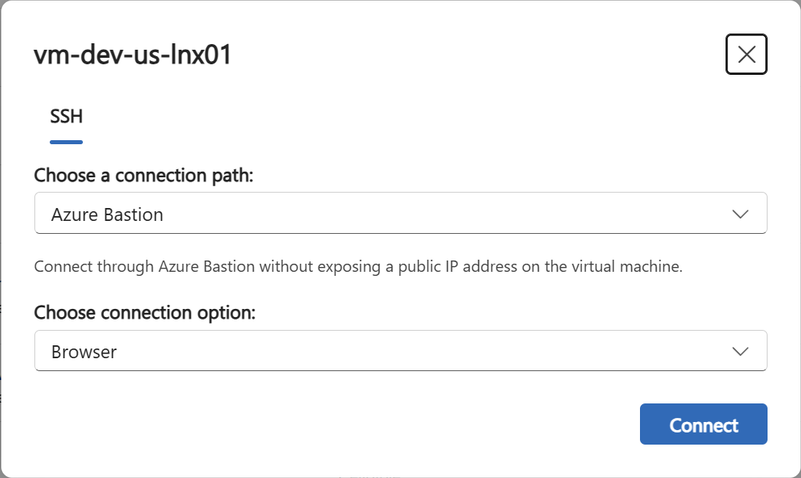 vm-dev-us-lnx01
SSH
Choose a connection path:
Azure Bastion
Connect through Azure Bastion without exposing a public IP address on the virtual machine.
Choose connection option:
Browser
Connect